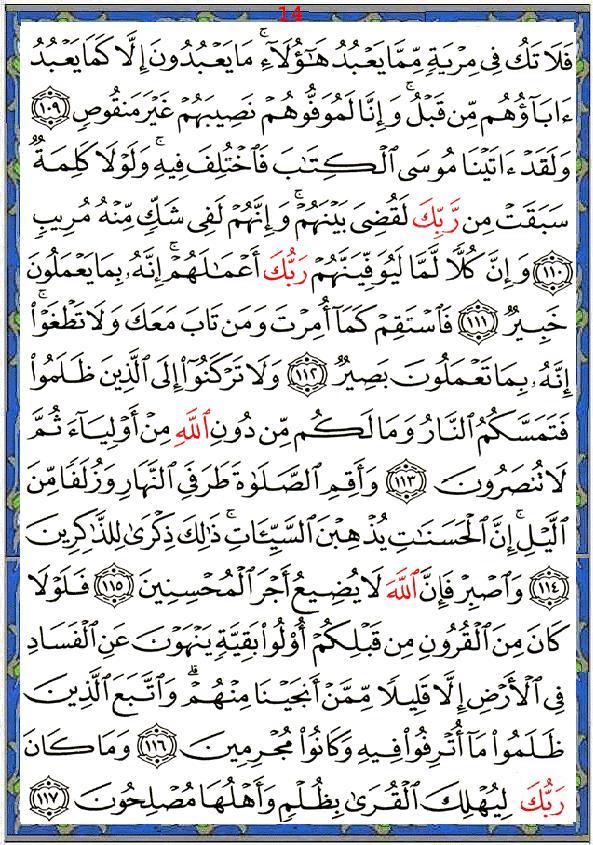 14
فَلَا تَكُ فِى مِرْيَةٍ مِّمَّا يَعْبُدُ هَـٰٓؤُلَآءِ ۚ مَا يَعْبُدُونَ إِلَّا كَمَا يَعْبُدُ
ءَابَآؤُهُم مِّن قَبْلُ ۚ وَإِنَّا لَمُوَفُّوهُمْ نَصِيبَهُمْ غَيْرَ مَنقُوصٍ ١٠٩
وَلَقَدْ ءَاتَيْنَا مُوسَى ٱلْكِتَـٰبَ فَٱخْتُلِفَ فِيهِ ۚ وَلَوْلَا كَلِمَةٌ
سَبَقَتْ مِن رَّبِّكَ لَقُضِىَ بَيْنَهُمْ ۚ وَإِنَّهُمْ لَفِى شَكٍّ مِّنْهُ مُرِيبٍ
١١٠ وَإِنَّ كُلًّا لَّمَّا لَيُوَفِّيَنَّهُمْ رَبُّكَ أَعْمَـٰلَهُمْ ۚ إِنَّهُۥ بِمَا يَعْمَلُونَ
خَبِيرٌ ١١١ فَٱسْتَقِمْ كَمَآ أُمِرْتَ وَمَن تَابَ مَعَكَ وَلَا تَطْغَوْا۟ ۚ
إِنَّهُۥ بِمَا تَعْمَلُونَ بَصِيرٌ ١١٢ وَلَا تَرْكَنُوٓا۟ إِلَى ٱلَّذِينَ ظَلَمُوا۟
فَتَمَسَّكُمُ ٱلنَّارُ وَمَا لَكُم مِّن دُونِ ٱللَّهِ مِنْ أَوْلِيَآءَ ثُمَّ
لَا تُنصَرُونَ ١١٣ وَأَقِمِ ٱلصَّلَوٰةَ طَرَفَىِ ٱلنَّهَارِ وَزُلَفًا مِّنَ
ٱلَّيْلِ ۚ إِنَّ ٱلْحَسَنَـٰتِ يُذْهِبْنَ ٱلسَّيِّـَٔاتِ ۚ ذَٰلِكَ ذِكْرَىٰ لِلذَّٰكِرِينَ
١١٤ وَٱصْبِرْ فَإِنَّ ٱللَّهَ لَا يُضِيعُ أَجْرَ ٱلْمُحْسِنِينَ ١١٥ فَلَوْلَا
كَانَ مِنَ ٱلْقُرُونِ مِن قَبْلِكُمْ أُو۟لُوا۟ بَقِيَّةٍ يَنْهَوْنَ عَنِ ٱلْفَسَادِ
فِى ٱلْأَرْضِ إِلَّا قَلِيلًا مِّمَّنْ أَنجَيْنَا مِنْهُمْ ۗ وَٱتَّبَعَ ٱلَّذِينَ
ظَلَمُوا۟ مَآ أُتْرِفُوا۟ فِيهِ وَكَانُوا۟ مُجْرِمِينَ ١١٦ وَمَا كَانَ
رَبُّكَ لِيُهْلِكَ ٱلْقُرَىٰ بِظُلْمٍ وَأَهْلُهَا مُصْلِحُونَ ١١٧